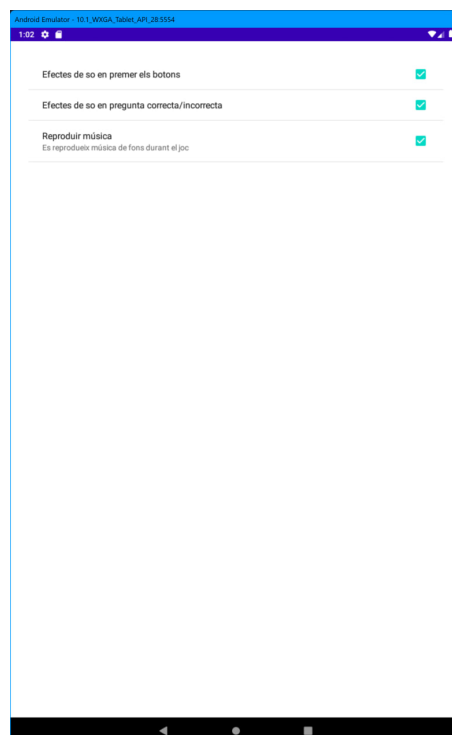 Android Emulator - 10.1_WXGA_Tablet_API_28:5554
1:02
Efectes de so en premer els botons
Efectes de so en pregunta correcta/incorrecta
Reproduir música
Es reprodueix música de fons durant el joc